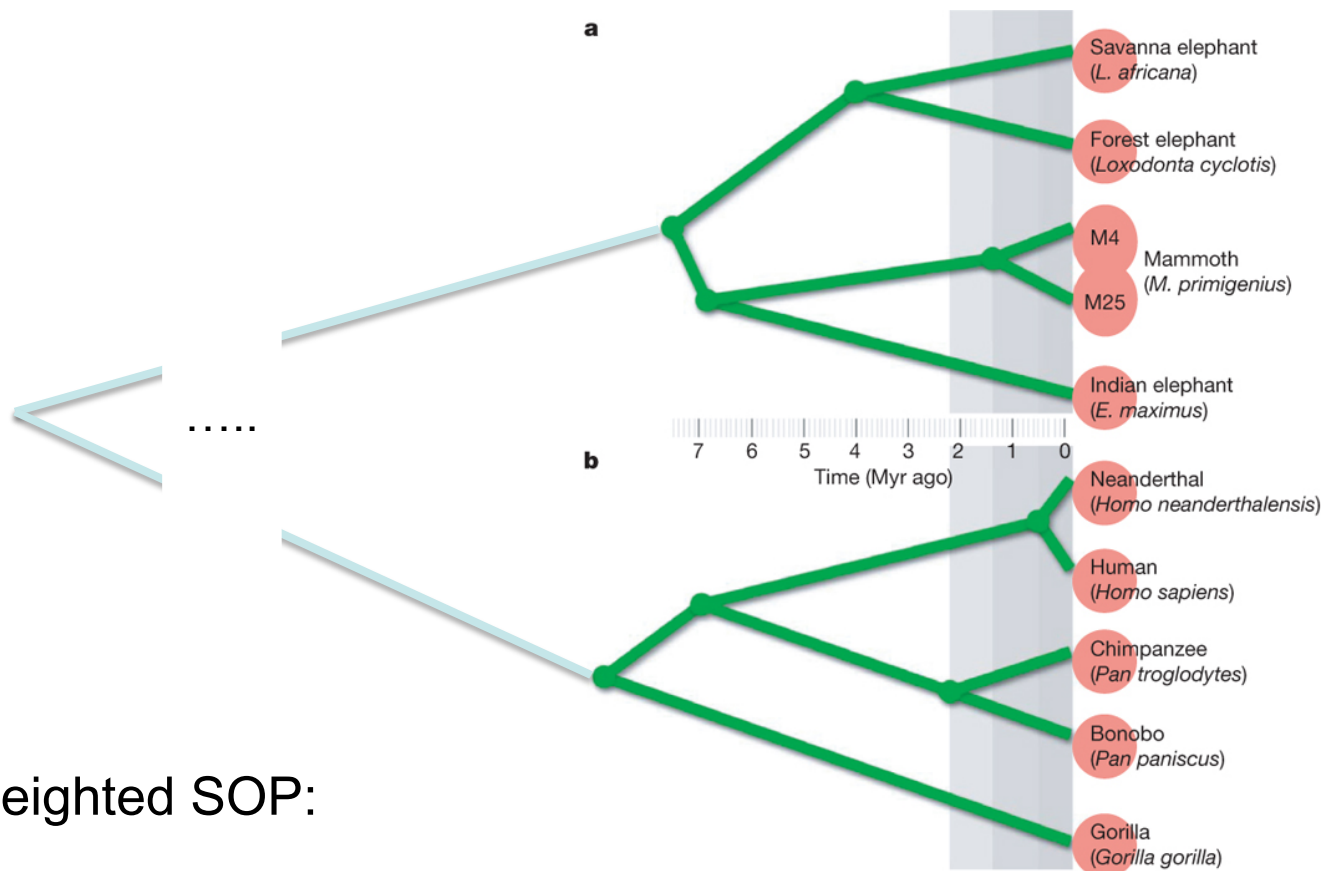 a
Savanna elephant
(L. africana)
Forest elephant
(Loxodonta cyclotis)
M4
Mammoth
(M. primigenius)
M25
Indian elephant
(E. maximus)
.....
7 6 5 4 3 2 1 0
Time (Myr ago)
b
Neanderthal
(Homo neanderthalensis)
Human
(Homo sapiens)
Chimpanzee
(Pan troglodytes)
Bonobo
(Pan paniscus)
eighted SOP:
Gorilla
(Gorilla gorilla)